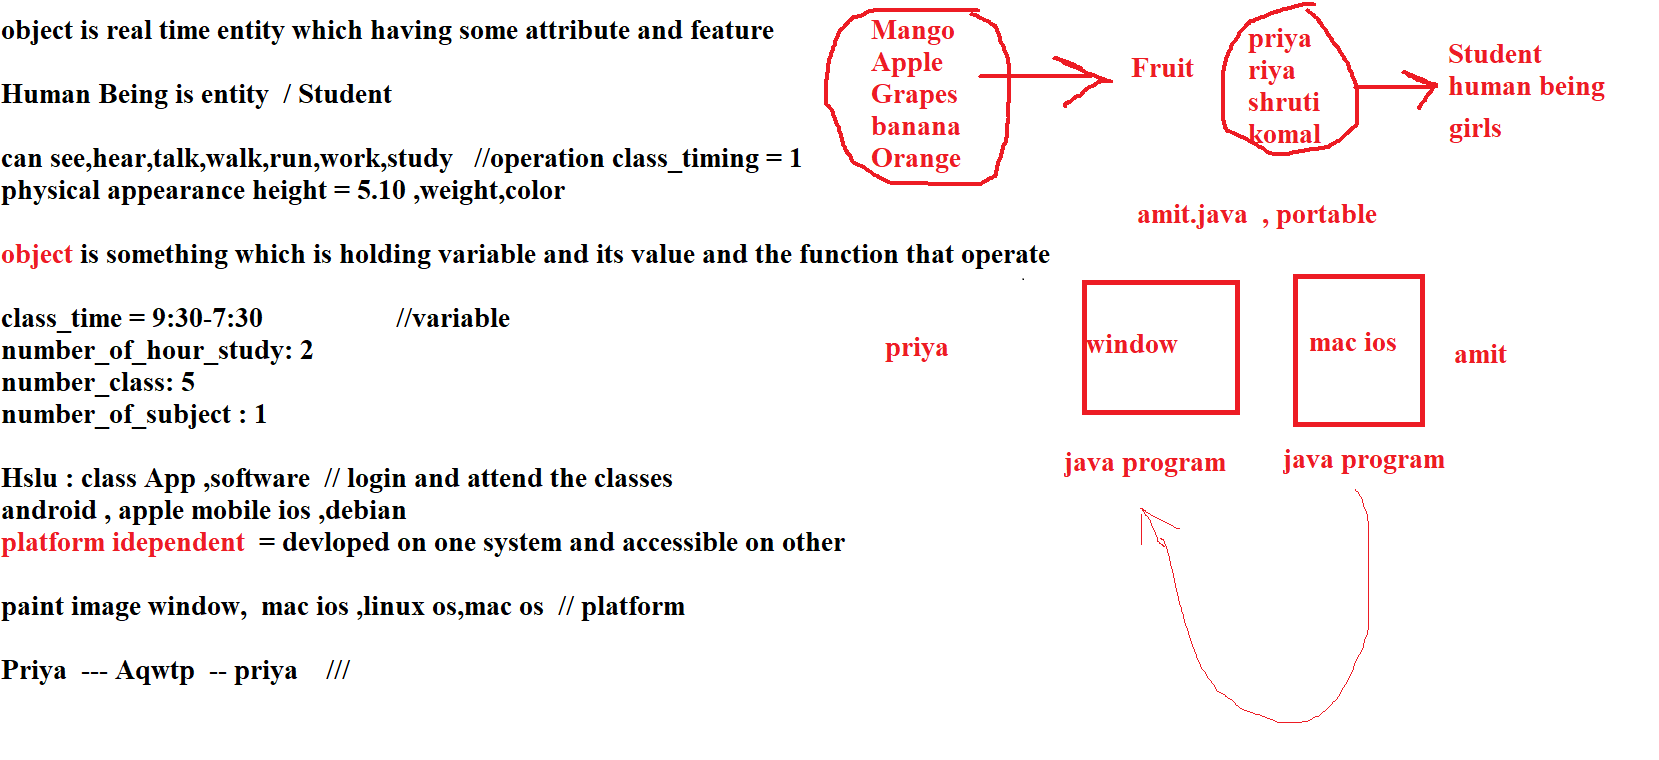 object is real time entity which having some attribute and feature
Human Being is entity  / Student
can see,hear,talk,walk,run,work,study   //operation class_timing = 1
physical appearance height = 5.10 ,weight,color
object is something which is holding variable and its value and the function that operate
class_time = 9:30-7:30                   //variable
number_of_hour_study: 2
number_class: 5
number_of_subject : 1
Hslu : class App ,software  // login and attend the classes
android , apple mobile ios ,debian
platform idependent  = devloped on one system and accessible on other
paint image window,  mac ios ,linux os,mac os  // platform
Priya  --- Aqwtp  -- priya    ///
Mango
Apple
Grapes
banana
Orange
Fruit
priya
riya
shruti
komal
Student
human being
girls
amit.java  , portable
priya
window
mac ios
amit
java program
java program